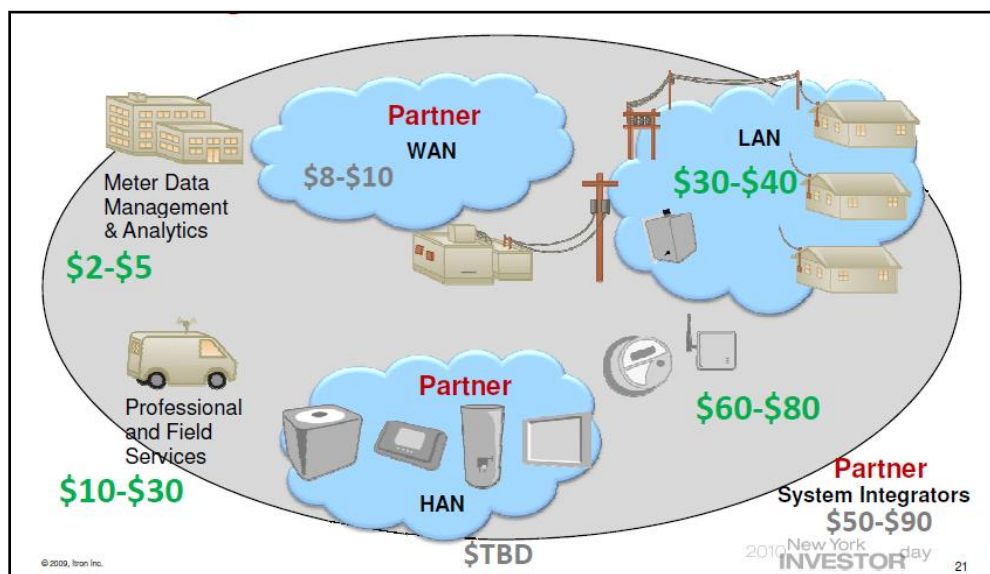 Partner
WAN
$8-$10
LAN
$30-$40
Meter Data
Management
& Analytics
$2-$5
Professional
and Field
Services
$10-$30
Partner
HAN
$TBD
$60-$80
Partner
System Integrators
$50-$90
© 2009, Itron Inc.
2010 New York
INVESTOR day
21